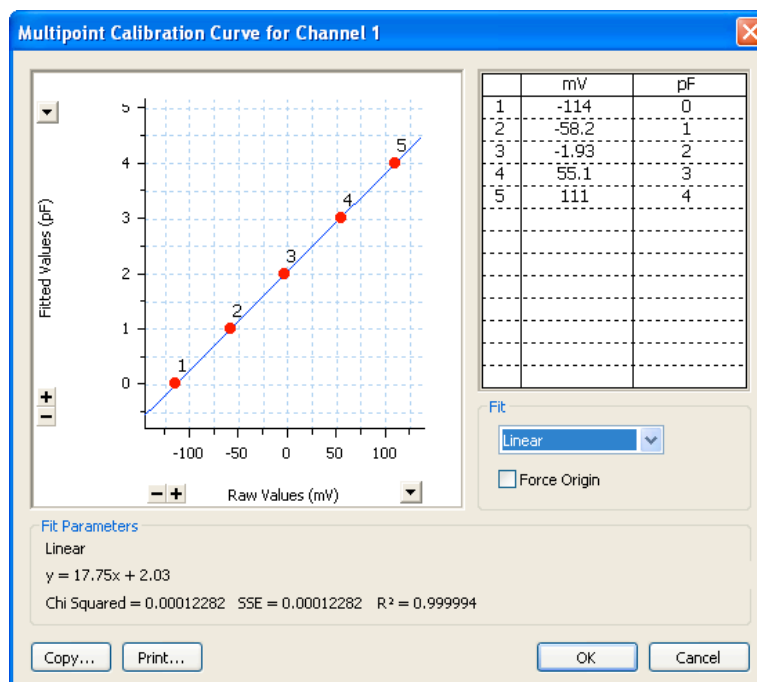 Multipoint Calibration Curve for Channel 1
5
4
3
2
1
0
Fitted Values (pF)
1
2
3
4
5
-100 -50 0 50 100
Raw Values (mV)
mV pF
1 -114 0
2 -58.2 1
3 -1.93 2
4 55.1 3
5 111 4
Fit
Linear
Force Origin
Fit Parameters
Linear
y = 17.75x + 2.03
Chi Squared = 0.00012282 SSE = 0.00012282 R² = 0.999994
Copy... Print... OK Cancel